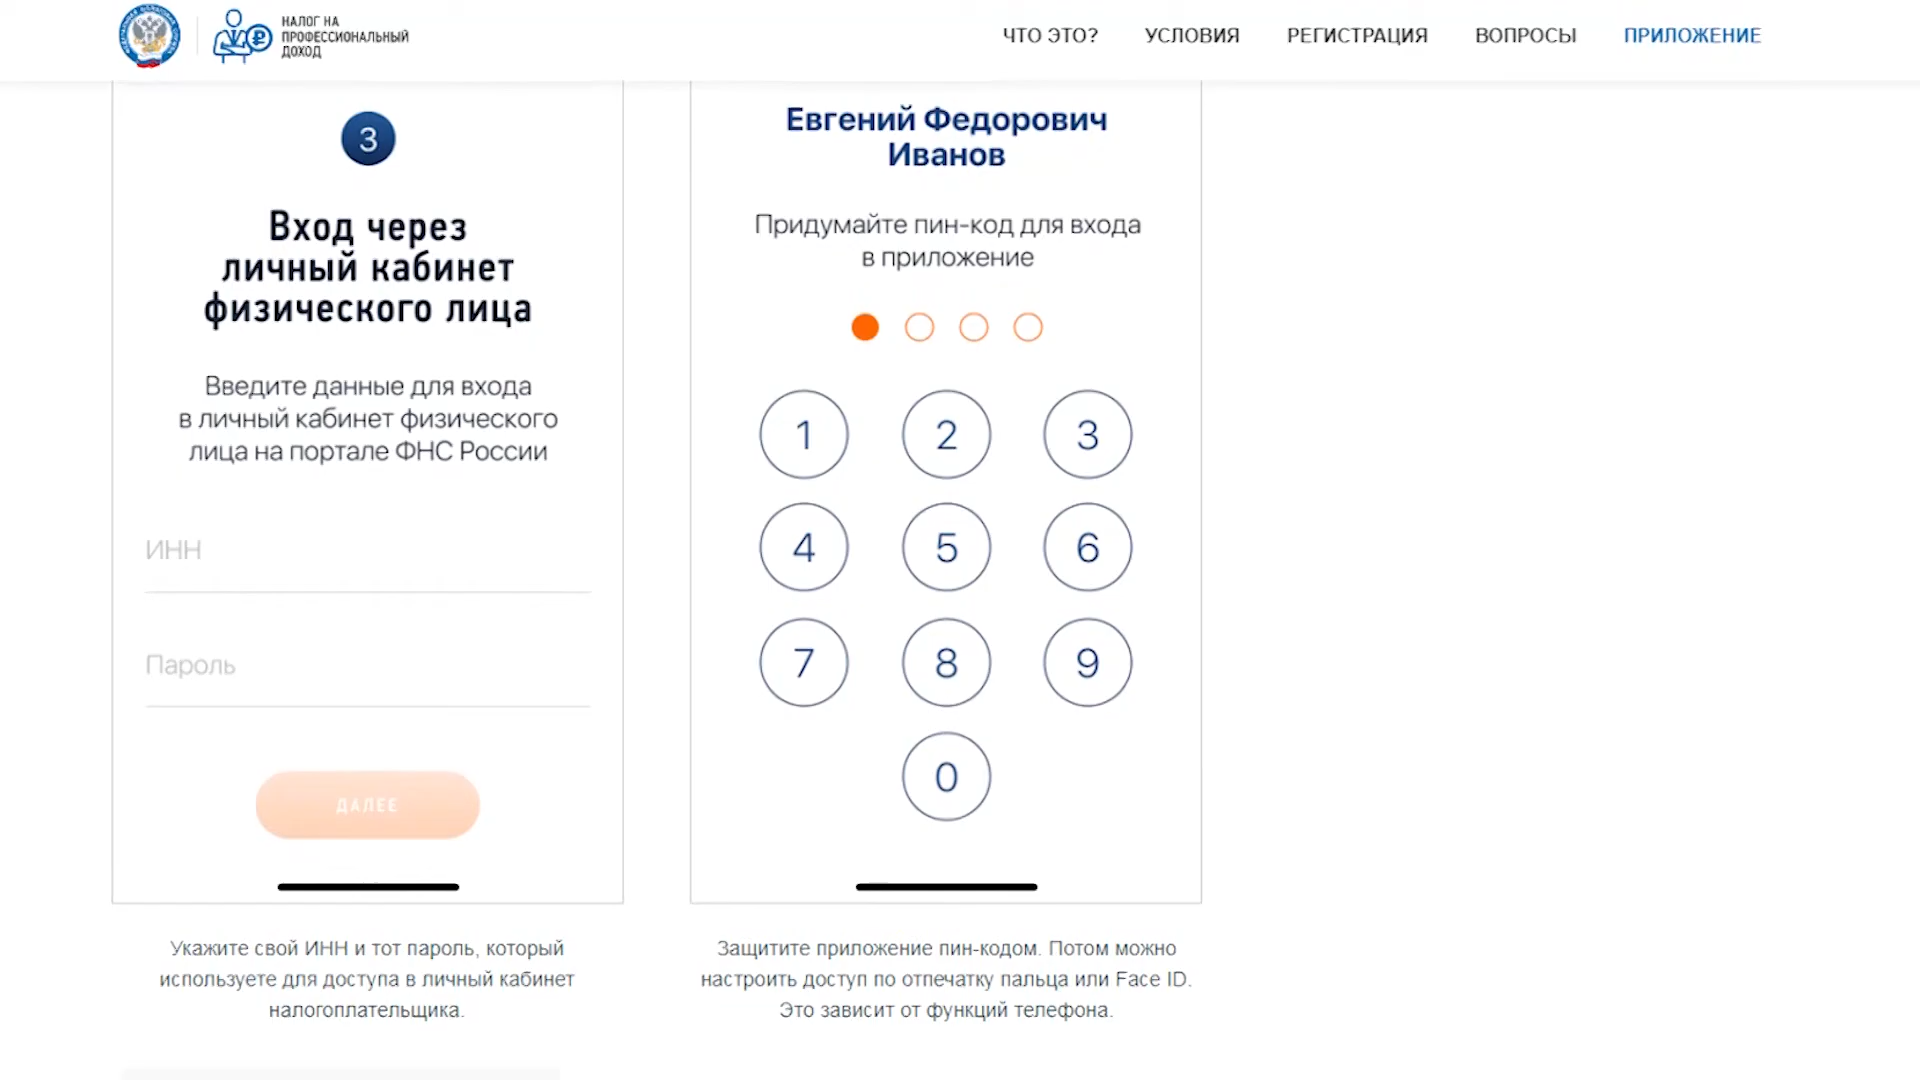 НАЛОГ НА
ПРОФЕССИОНАЛЬНЫЙ
ДОХОД
ЧТО ЭТО?
УСЛОВИЯ
РЕГИСТРАЦИЯ
ВОПРОСЫ
ПРИЛОЖЕНИЕ
3
Вход через
личный кабинет
физического лица
Введите данные для входа
в личный кабинет физического
лица на портале ФНС России
ИНН
Пароль
ДАЛЕЕ
Укажите свой ИНН и тот пароль, который
используете для доступа в личный кабинет
налогоплательщика.
Евгений Федорович
Иванов
Придумайте пин-код для входа
в приложение
1 2 3
4 5 6
7 8 9
0
Защитите приложение пин-кодом. Потом можно
настроить доступ по отпечатку пальца или Face ID.
Это зависит от функций телефона.